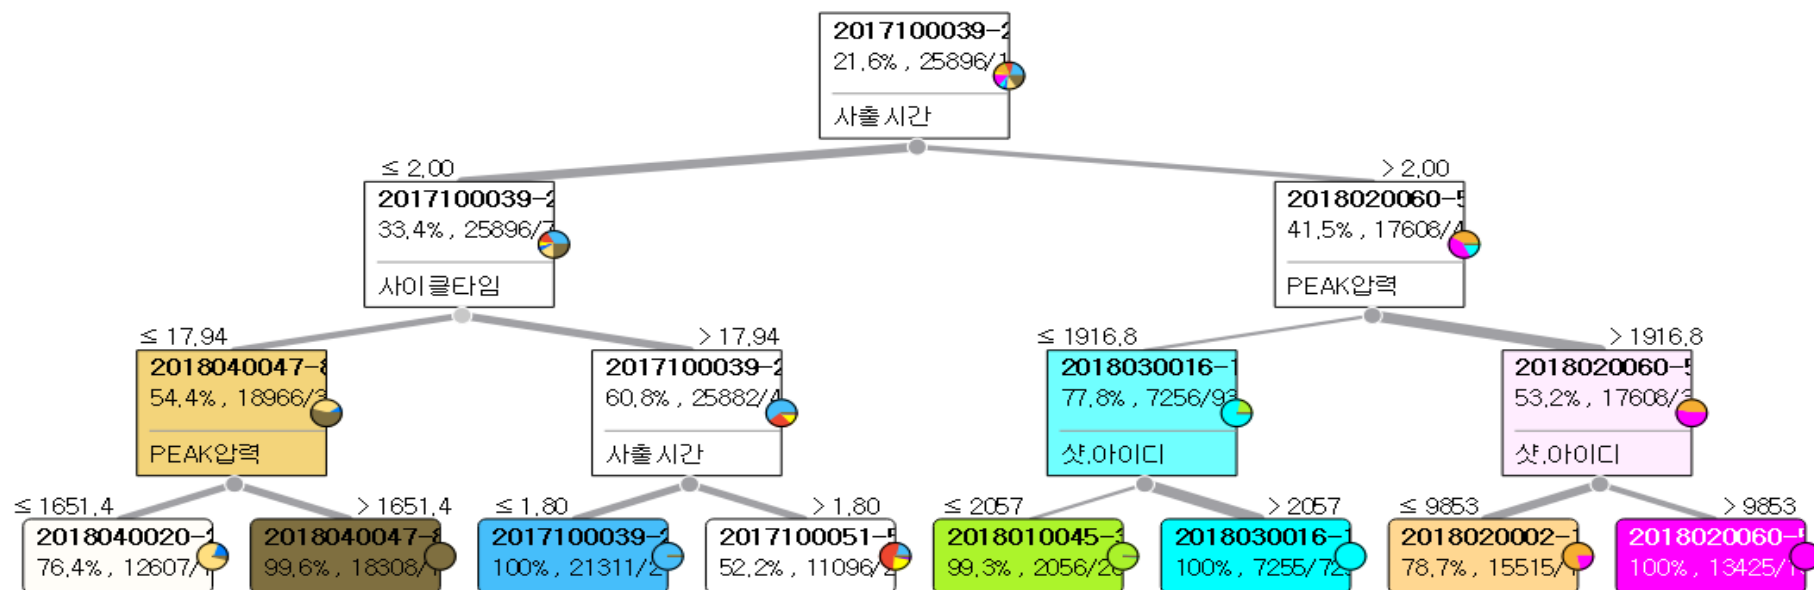 2017100039-2
21,6% , 25896/1
사출시간
≤ 2,00
> 2,00
2017100039-2
33,4% , 25896/7
사이클타임
2018020060-5
41,5% , 17608/4
PEAK압력
≤ 17,94
> 17,94
≤ 1916,8
> 1916,8
2018040047-8
54,4% , 18966/3
PEAK압력
2017100039-2
60,8% , 25882/4
사출시간
2018030016-1
77,8% , 7256/93
샷,아이디
2018020060-5
53,2% , 17608/3
샷,아이디
≤ 1651,4
> 1651,4
≤ 1,80
> 1,80
≤ 2057
> 2057
≤ 9853
> 9853
2018040020-1
76,4% , 12607/1
2018040047-8
99,6% , 18308/1
2017100039-2
100% , 21311/2
2017100051-5
52,2% , 11096/2
2018010045-3
99,3% , 2056/20
2018030016-1
100% , 7255/72
2018020002-1
78,7% , 15515/
2018020060-5
100% , 13425/1